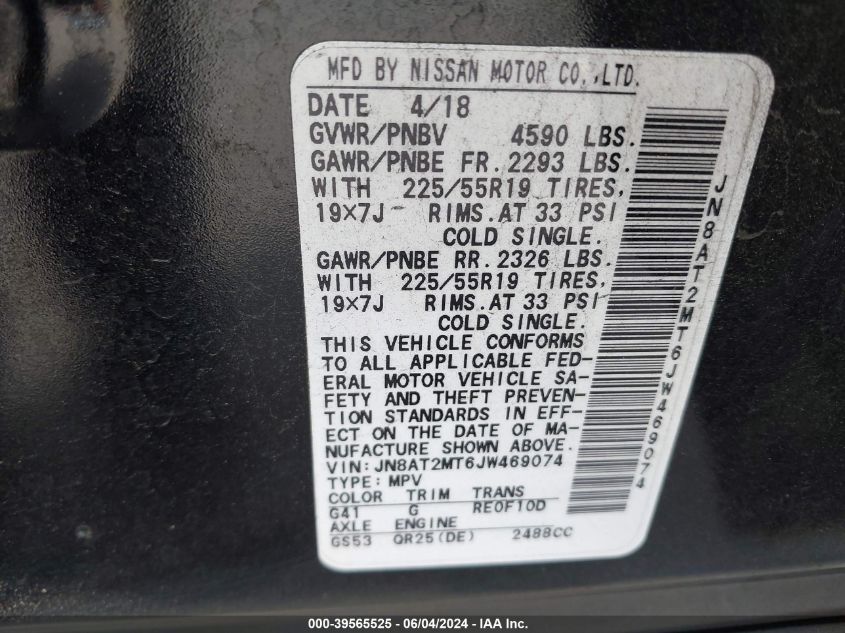 MFD BY NISSAN MOTOR CO.,LTD.
DATE 4/18
GVWR/PNBV 4590 LBS.
GAWR/PNBE FR. 2293 LBS.
WITH 225/55R19 TIRES,
19×7J RIMS.AT 33 PSI
COLD SINGLE.
GAWR/PNBE RR. 2326 LBS.
WITH 225/55R19 TIRES,
19×7J RIMS.AT 33 PSI
COLD SINGLE.
THIS VEHICLE CONFORMS
TO ALL APPLICABLE FED-
ERAL MOTOR VEHICLE SA-
FETY AND THEFT PREVEN-
TION STANDARDS IN EFF-
ECT ON THE DATE OF MA-
NUFACTURE SHOWN ABOVE.
VIN:JN8AT2MT6JW469074
TYPE:MPV
COLOR TRIM TRANS
G41 G RE0F10D
AXLE ENGINE
GS53 QR25(DE) 2488CC
JN8AT2MT6JW469074
000-39565525 - 06/04/2024 - IAA Inc.